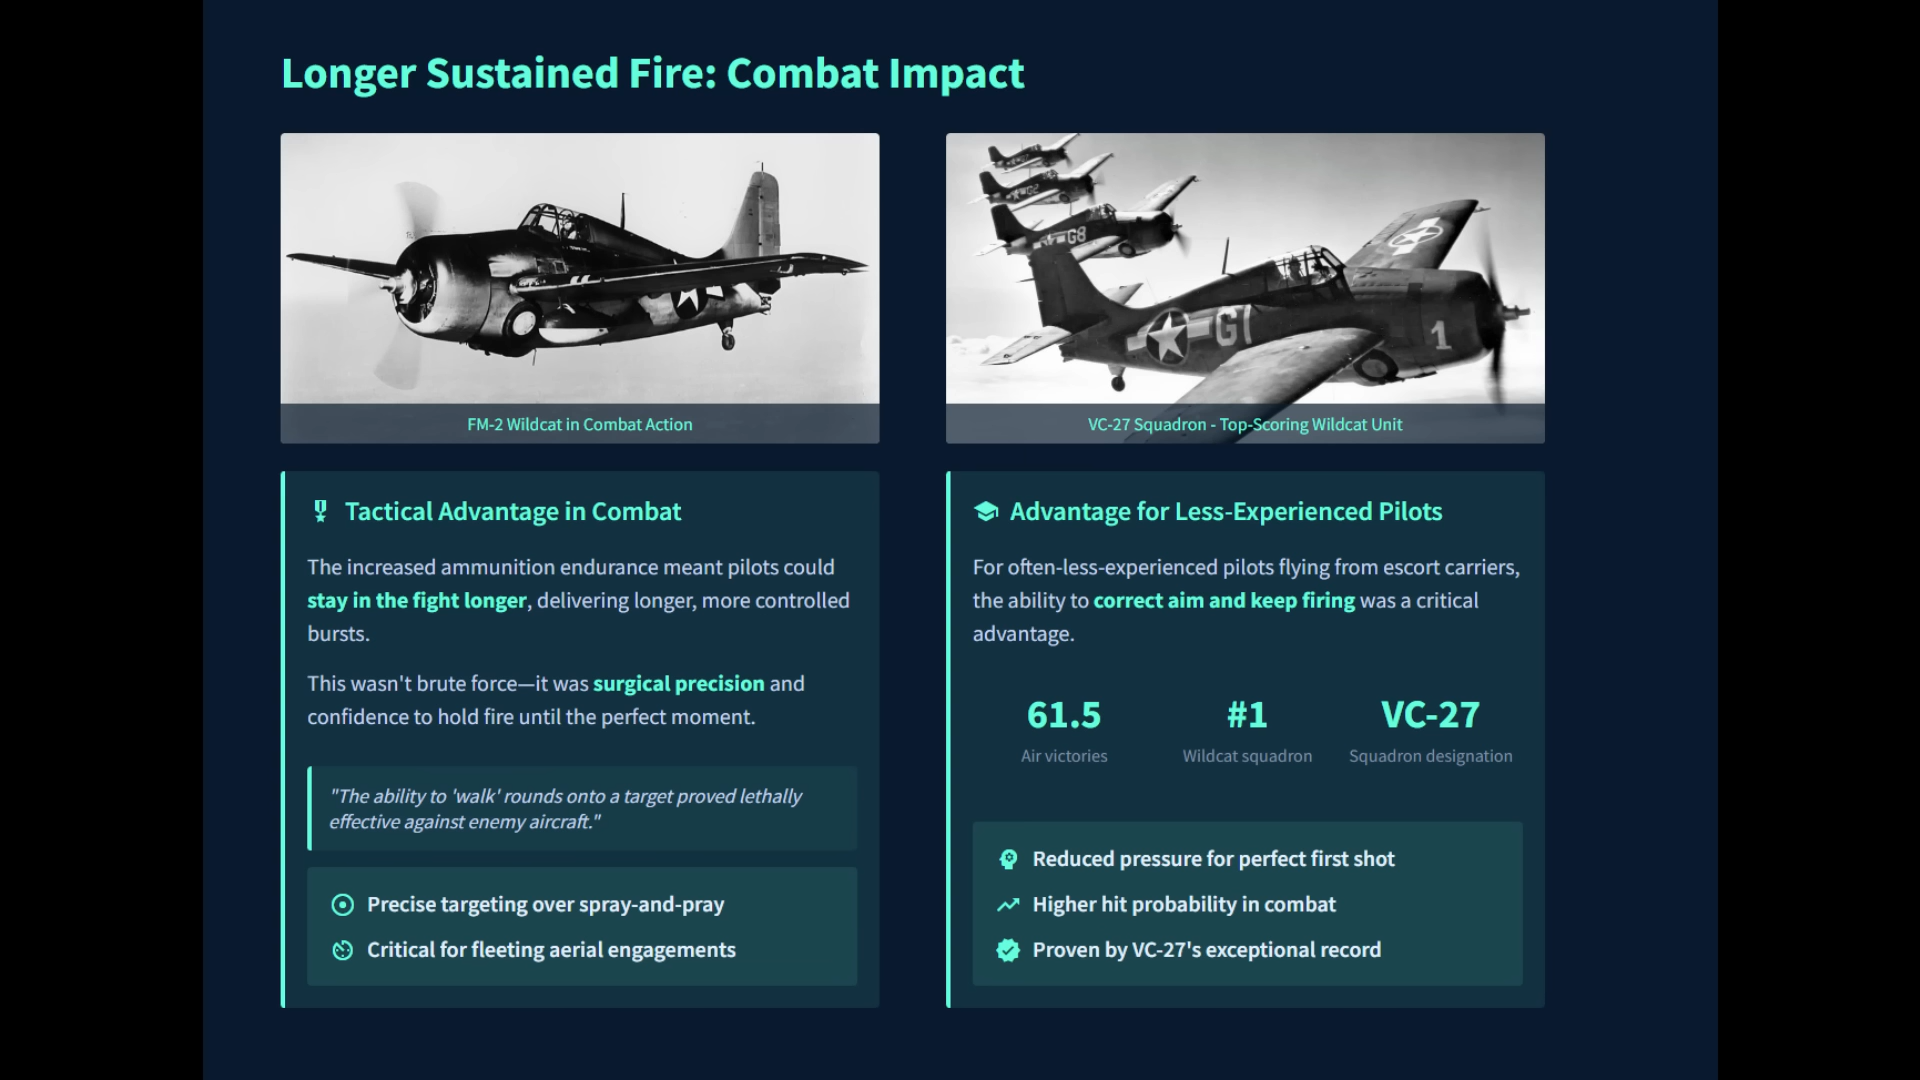 Longer Sustained Fire: Combat Impact
G8
G2
G1
1
FM-2 Wildcat in Combat Action
VC-27 Squadron - Top-Scoring Wildcat Unit
Tactical Advantage in Combat
The increased ammunition endurance meant pilots could
stay in the fight longer, delivering longer, more controlled
bursts.
This wasn't brute force—it was surgical precision and
confidence to hold fire until the perfect moment.
"The ability to 'walk' rounds onto a target proved lethally
effective against enemy aircraft."
Precise targeting over spray-and-pray
Critical for fleeting aerial engagements
Advantage for Less-Experienced Pilots
For often-less-experienced pilots flying from escort carriers,
the ability to correct aim and keep firing was a critical
advantage.
61.5
Air victories
#1
Wildcat squadron
VC-27
Squadron designation
Reduced pressure for perfect first shot
Higher hit probability in combat
Proven by VC-27's exceptional record